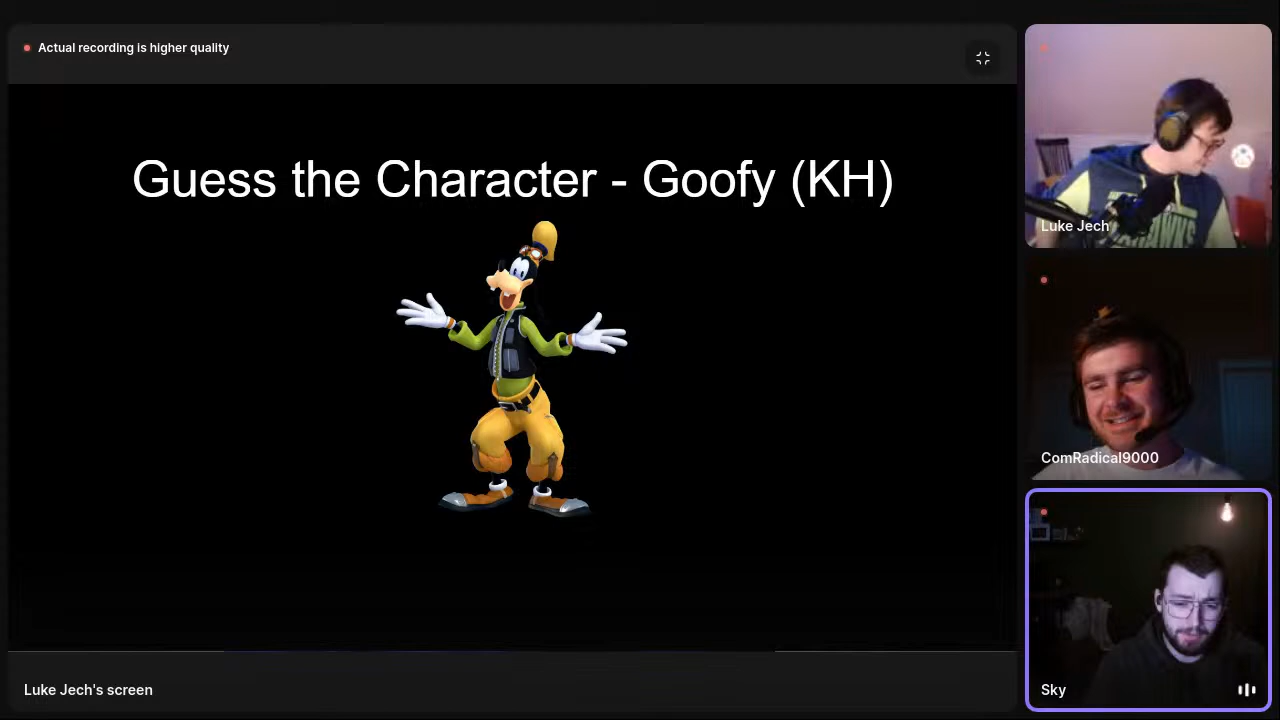 Actual recording is higher quality
Guess the Character - Goofy (KH)
Luke Jech
ComRadical9000
Luke Jech's screen
Sky